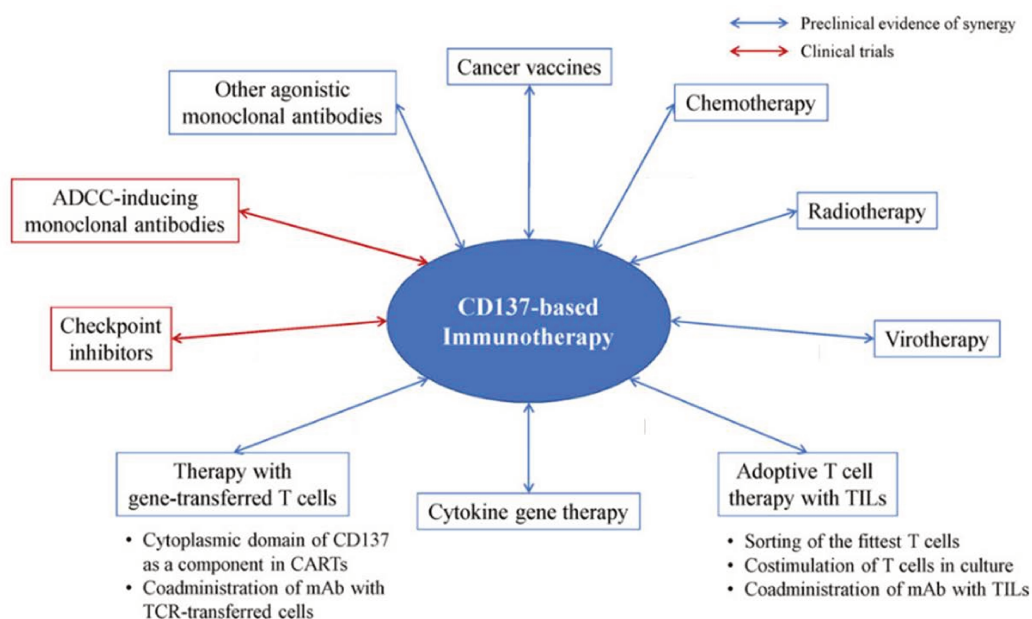 Preclinical evidence of synergy
Clinical trials
Cancer vaccines
Other agonistic
monoclonal antibodies
Chemotherapy
ADCC-inducing
monoclonal antibodies
Radiotherapy
CD137-based
Immunotherapy
Checkpoint
inhibitors
Virotherapy
Therapy with
gene-transferred T cells
• Cytoplasmic domain of CD137
as a component in CARTs
• Coadministration of mAb with
TCR-transferred cells
Cytokine gene therapy
Adoptive T cell
therapy with TILs
• Sorting of the fittest T cells
• Costimulation of T cells in culture
• Coadministration of mAb with TILs